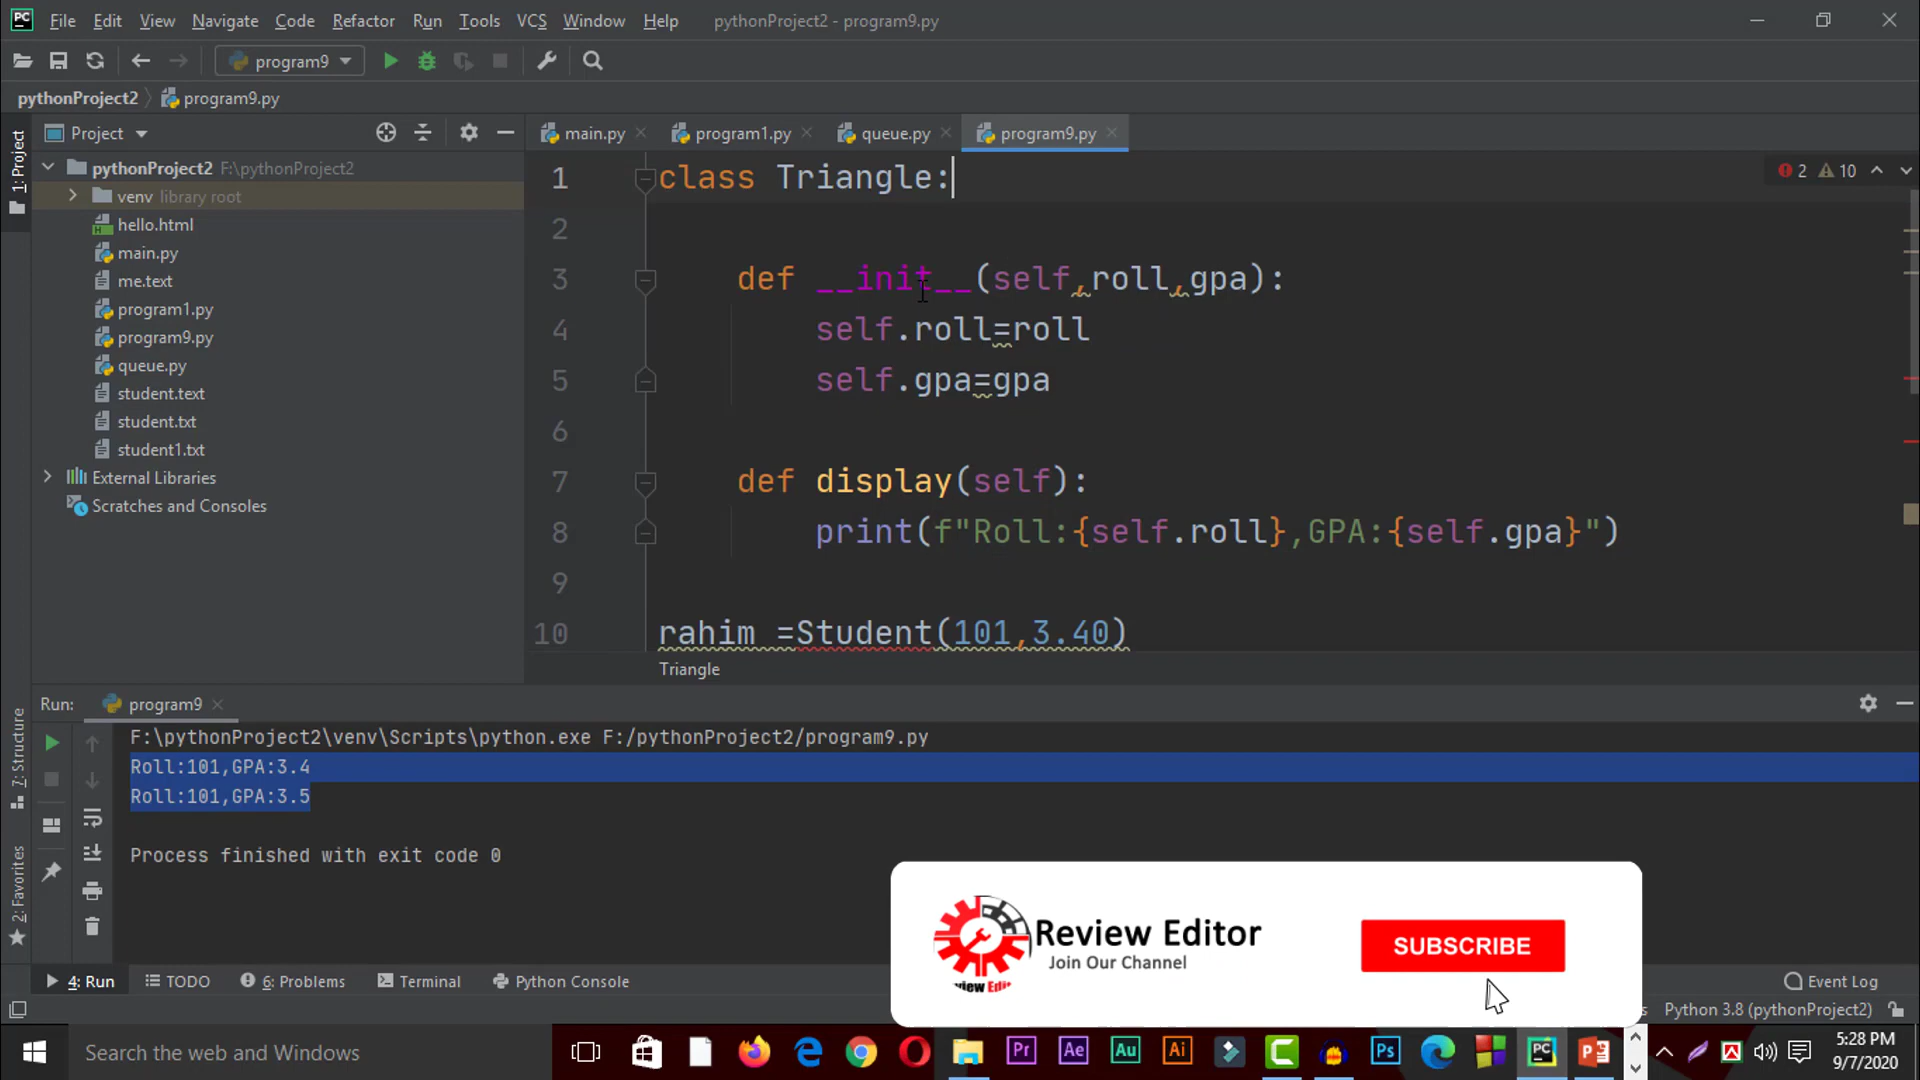 PC File Edit View Navigate Code Refactor Run Tools VCS Window Help pythonProject2 - program9.py
program9
pythonProject2 program9.py
1: Project
Project
main.py program1.py queue.py program9.py
pythonProject2 F:\pythonProject2
venv library root
hello.html
main.py
me.text
program1.py
program9.py
queue.py
student.text
student.txt
student1.txt
External Libraries
Scratches and Consoles
2 10
1 class Triangle:
2
3 def __init__(self,roll,gpa):
4 self.roll=roll
5 self.gpa=gpa
6
7 def display(self):
8 print(f"Roll:{self.roll},GPA:{self.gpa}")
9
10 rahim =Student(101,3.40)
Triangle
Run: program9
7: Structure
2: Favorites
F:\pythonProject2\venv\Scripts\python.exe F:/pythonProject2/program9.py
Roll:101,GPA:3.4
Roll:101,GPA:3.5
Process finished with exit code 0
Review Editor
Join Our Channel
SUBSCRIBE
4: Run TODO 6: Problems Terminal Python Console Event Log
Python 3.8 (pythonProject2)
Search the web and Windows
Pr Ae Au Ai Ps PC
5:28 PM
9/7/2020